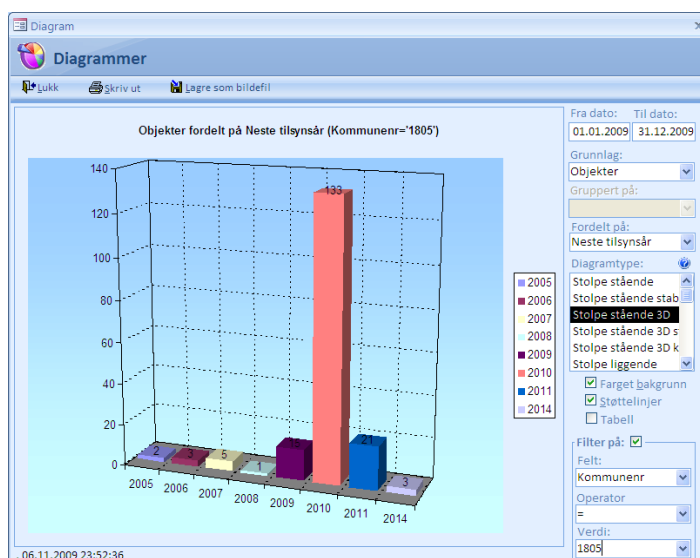 Diagram
Diagrammer
Lukk Skriv ut Lagre som bildefil
Objekter fordelt på Neste tilsynsår (Kommunenr='1805')
140
120
100
80
60
40
20
0
2 3 5 1 133 21 3
2005 2006 2007 2008 2009 2010 2011 2014
2005
2006
2007
2008
2009
2010
2011
2014
. 06.11.2009 23:52:36
Fra dato: Til dato:
01.01.2009 31.12.2009
Grunnlag:
Objekter
Gruppert på:
Fordelt på:
Neste tilsynsår
Diagramtype:
Stolpe stående
Stolpe stående stab
Stolpe stående 3D
Stolpe stående 3D s
Stolpe stående 3D k
Stolpe liggende
Farget bakgrunn
Støttelinjer
Tabell
Filter på:
Felt:
Kommunenr
Operator
=
Verdi:
1805